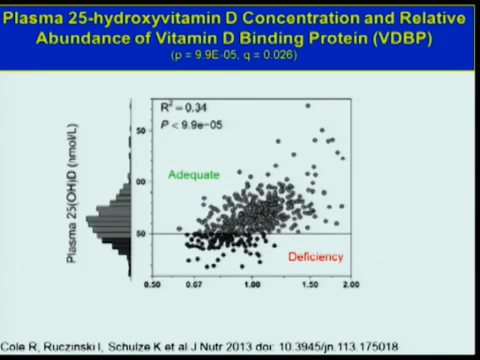 Plasma 25-hydroxyvitamin D Concentration and Relative
Abundance of Vitamin D Binding Protein (VDBP)
(p = 9.9E-05, q = 0.026)
R² = 0.34
P < 9.9e-05
50
Plasma 25(OH)D (nmol/L)
Adequate
00
50
Deficiency
0.50 0.67 1.00 1.50 2.00
Cole R, Ruczinski I, Schulze K et al J Nutr 2013 doi: 10.3945/jn.113.175018